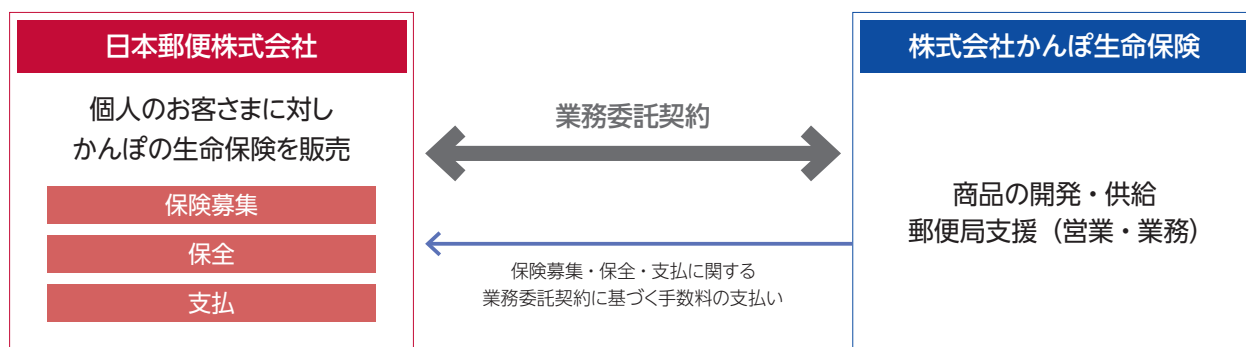 日本郵便株式会社
個人のお客さまに対し
かんぽの生命保険を販売
保険募集
保全
支払
業務委託契約
保険募集・保全・支払に関する
業務委託契約に基づく手数料の支払い
株式会社かんぽ生命保険
商品の開発・供給
郵便局支援（営業・業務）